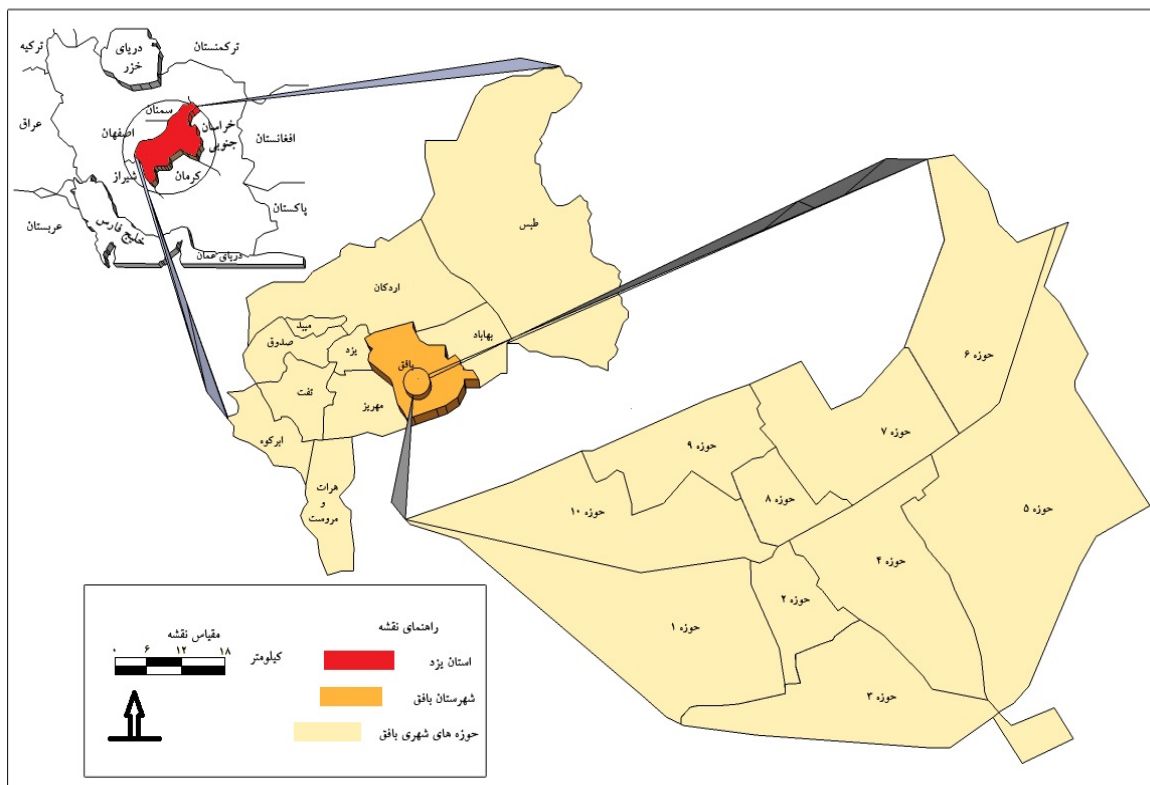 ترکیه
دریای
خزر
ترکمنستان
عراق
سمنان
اصفهان
خراسان
جنوبی
افغانستان
شیراز
کرمان
پاکستان
عربستان
خلیج فارس
دریای عمان
طبس
اردکان
میبد
صدوق
یزد
بافق
بهاباد
تفت
مهریز
ابرکوه
هرات
و
مروست
حوزه ۶
حوزه ۷
حوزه ۹
حوزه ۸
حوزه ۱۰
حوزه ۵
حوزه ۴
حوزه ۲
حوزه ۱
حوزه ۳
راهنمای نقشه
استان یزد
شهرستان بافق
حوزه های شهری بافق
مقیاس نقشه
۰ ۶ ۱۲ ۱۸
کیلومتر